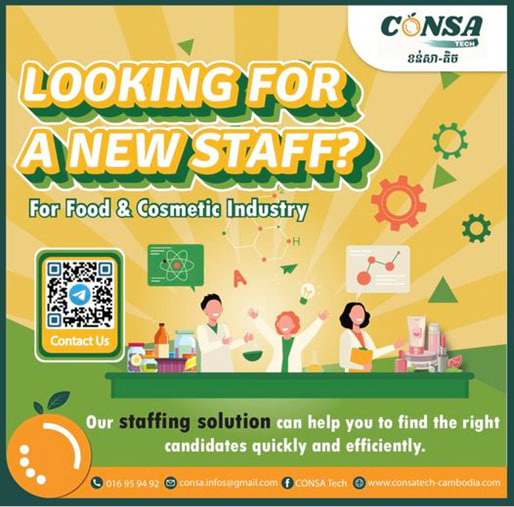 CONSA
TECH
ខន់សា-តិច
LOOKING FOR
A NEW STAFF?
For Food & Cosmetic Industry
H
A
Contact Us
Our staffing solution can help you to find the right
candidates quickly and efficiently.
016 95 94 92 consa.infos@gmail.com CONSA Tech www.consatech-cambodia.com